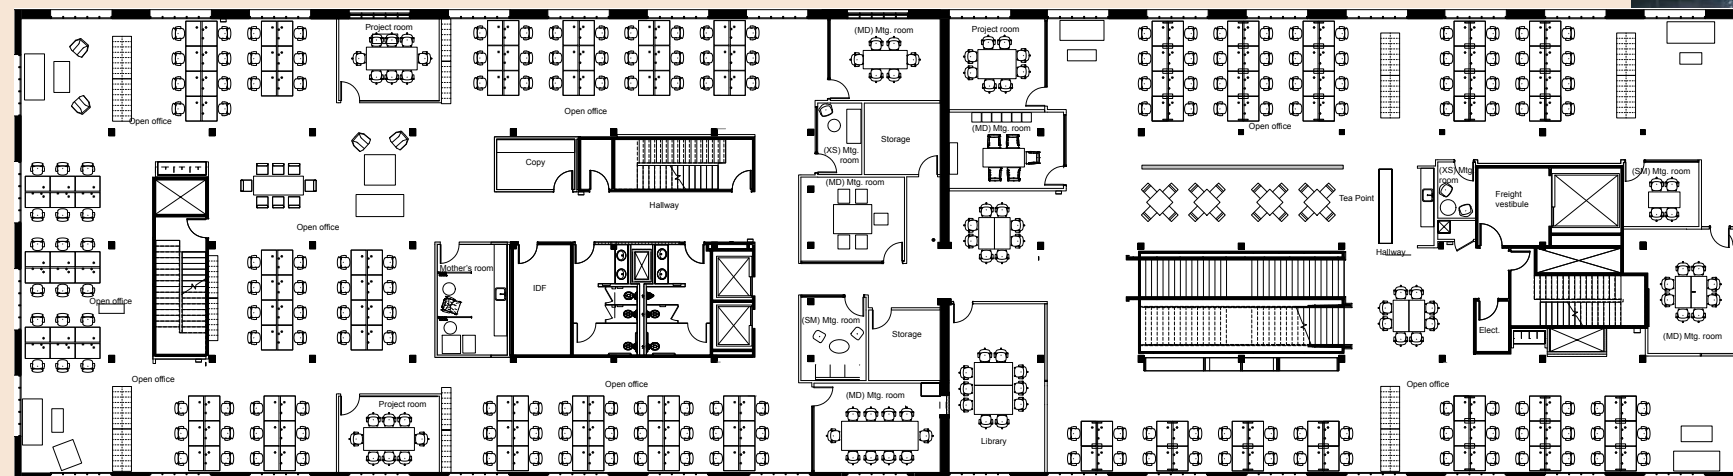 Project room
(MD) Mtg. room
Project room
Open office
Open office
Open office
(MD) Mtg. room
Storage
(XS) Mtg.
room
Copy
(XS) Mtg.
room
(SM) Mtg. room
(MD) Mtg. room
Freight
vestibule
Tea Point
Hallway
Open office
Hallway
Mother's room
IDF
Open office
(SM) Mtg. room
Storage
Elect.
(MD) Mtg. room
Open office
Open office
Open office
(MD) Mtg. room
Project room
Library